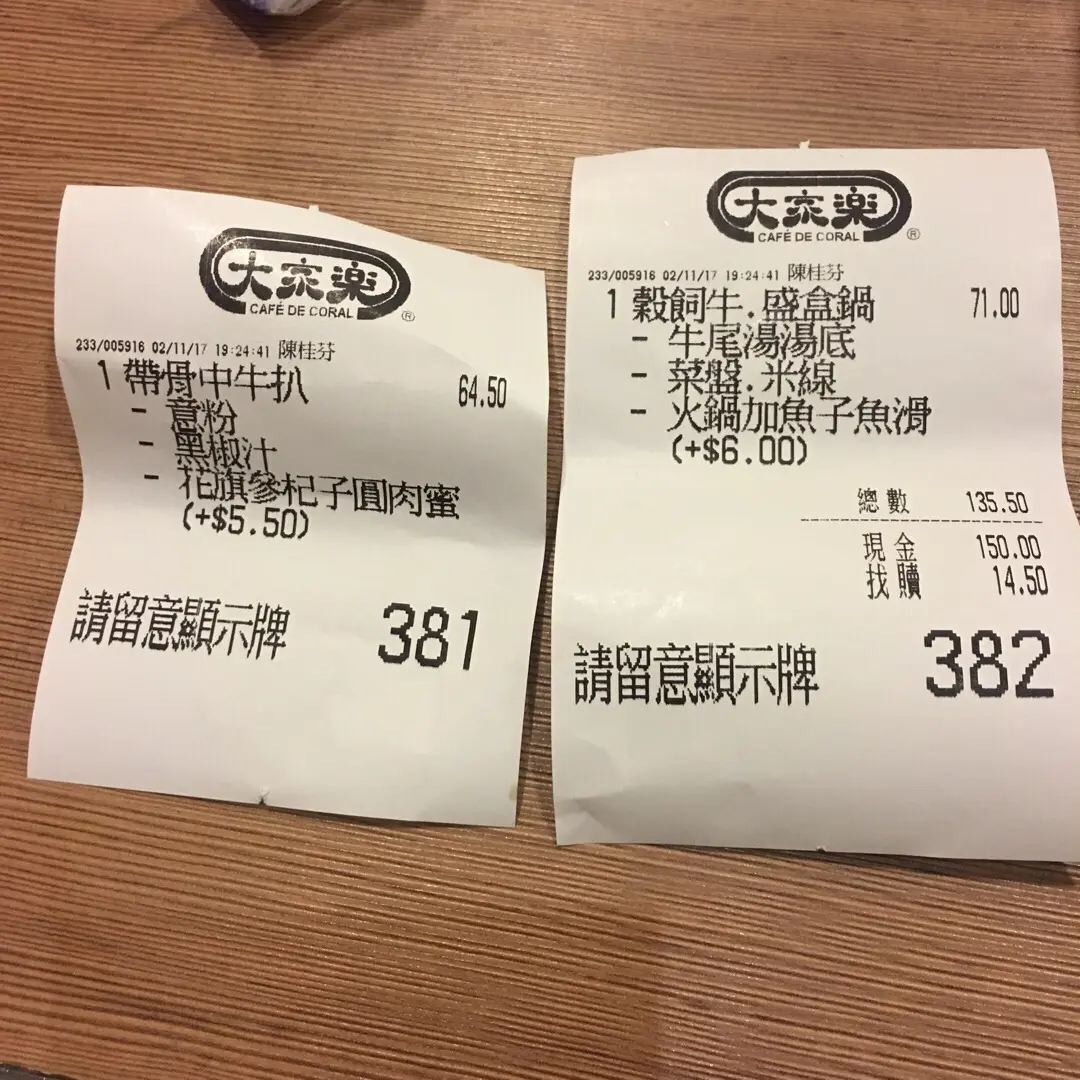 大家樂
CAFÉ DE CORAL
®
233/005916 02/11/17 19:24:41 陳桂芬
1 帶骨中牛扒 64.50
- 意粉
- 黑椒汁
- 花旗參杞子圓肉蜜
(+$5.50)
請留意顯示牌 381
大家樂
CAFÉ DE CORAL
®
233/005916 02/11/17 19:24:41 陳桂芬
1 穀飼牛.盛盒鍋 71.00
- 牛尾湯湯底
- 菜盤.米線
- 火鍋加魚子魚滑
(+$6.00)
總數 135.50
現金 150.00
找贖 14.50
請留意顯示牌 382